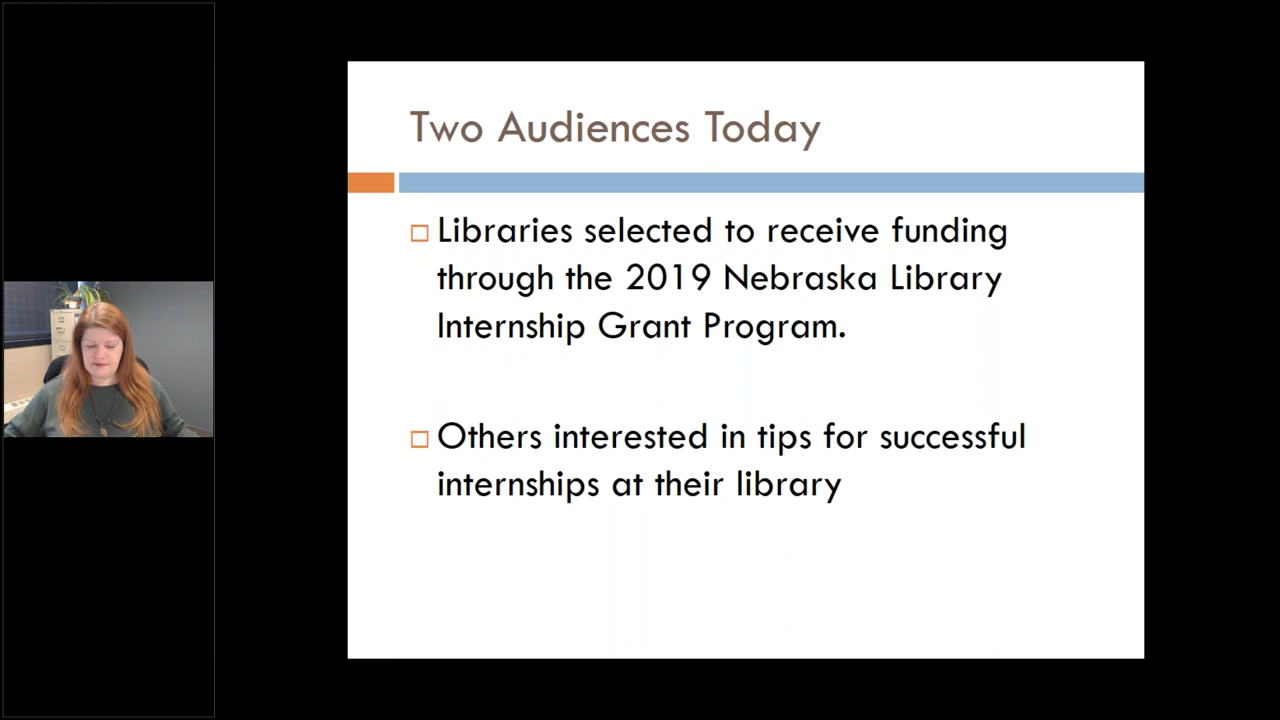 Two Audiences Today
Libraries selected to receive funding
through the 2019 Nebraska Library
Internship Grant Program.
Others interested in tips for successful
internships at their library